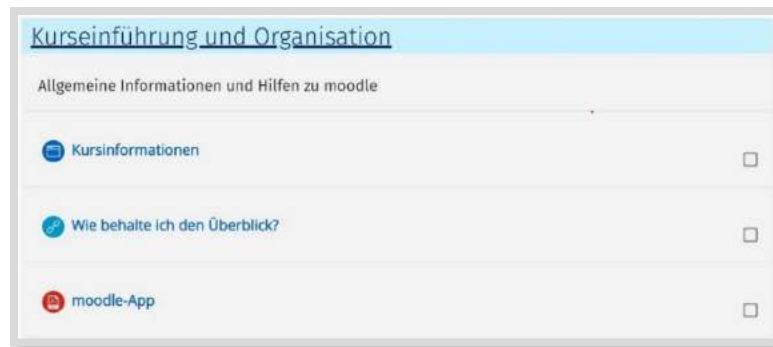 Kurseinführung und Organisation
Allgemeine Informationen und Hilfen zu moodle
Kursinformationen
Wie behalte ich den Überblick?
moodle-App